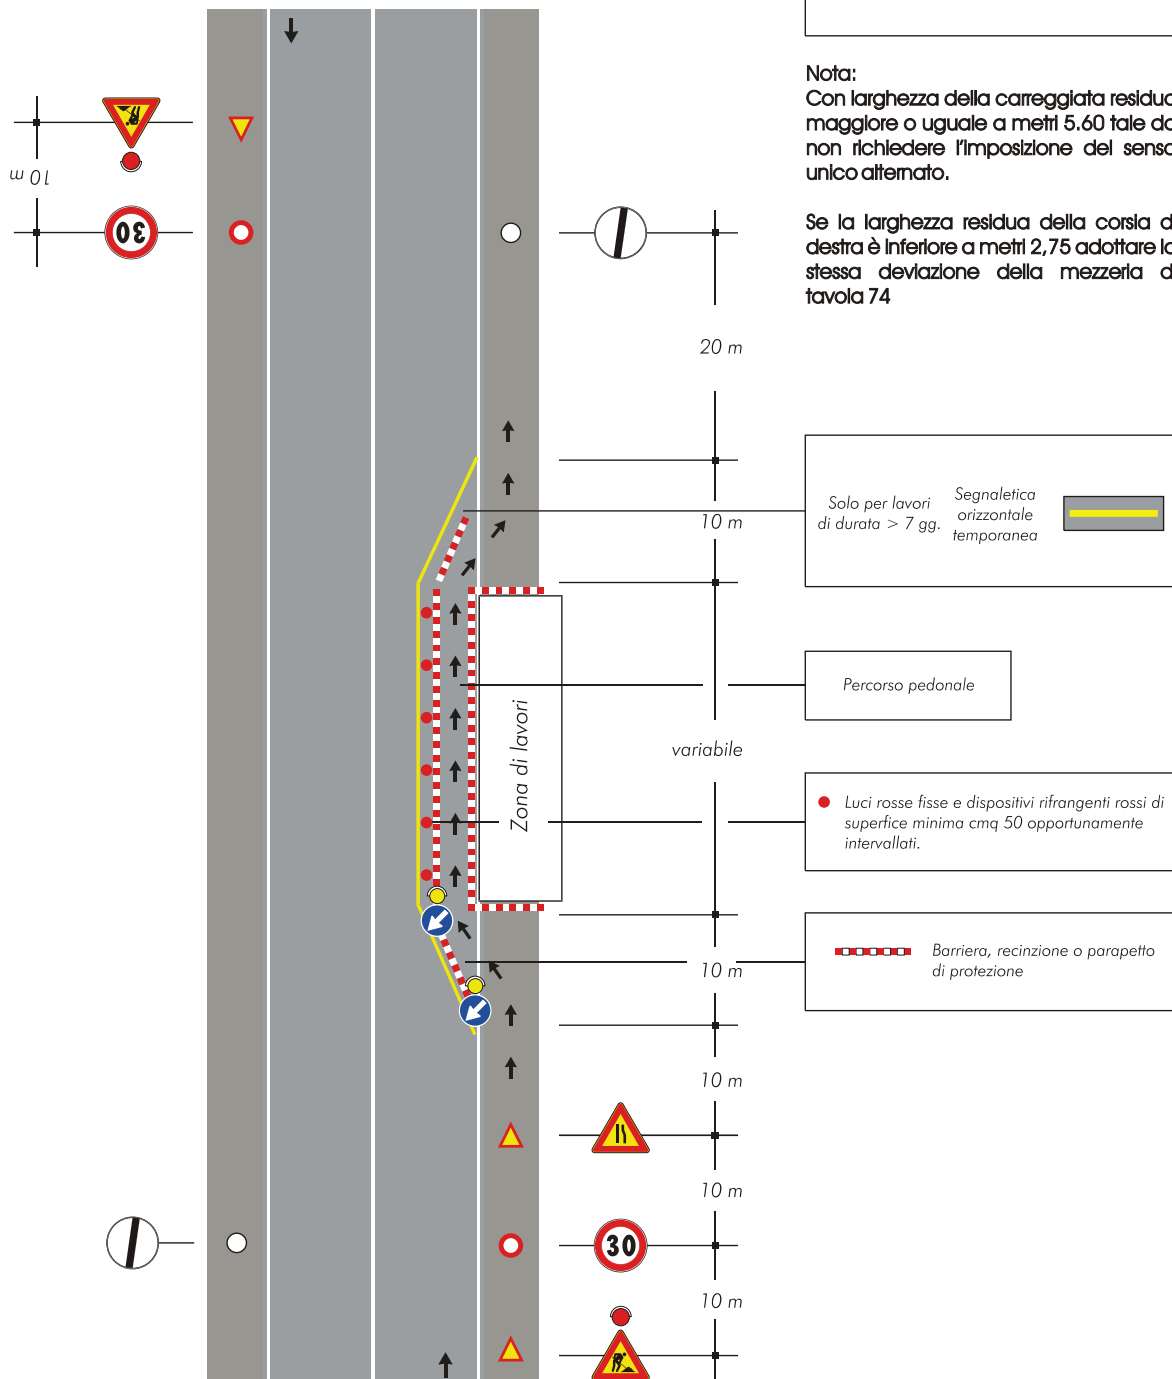 Nota:
Con larghezza della carreggiata residua
maggiore o uguale a metri 5.60 tale da
non richiedere l'imposizione del senso
unico alternato.
Se la larghezza residua della corsia d
destra è inferiore a metri 2,75 adottare la
stessa deviazione della mezzeria d
tavola 74
10 m
30
20 m
10 m
Solo per lavori
di durata > 7 gg.
Segnaletica
orizzontale
temporanea
Percorso pedonale
Zona di lavori
variabile
Luci rosse fisse e dispositivi rifrangenti rossi di
superfice minima cmq 50 opportunamente
intervallati.
Barriera, recinzione o parapetto
di protezione
10 m
10 m
10 m
30
10 m